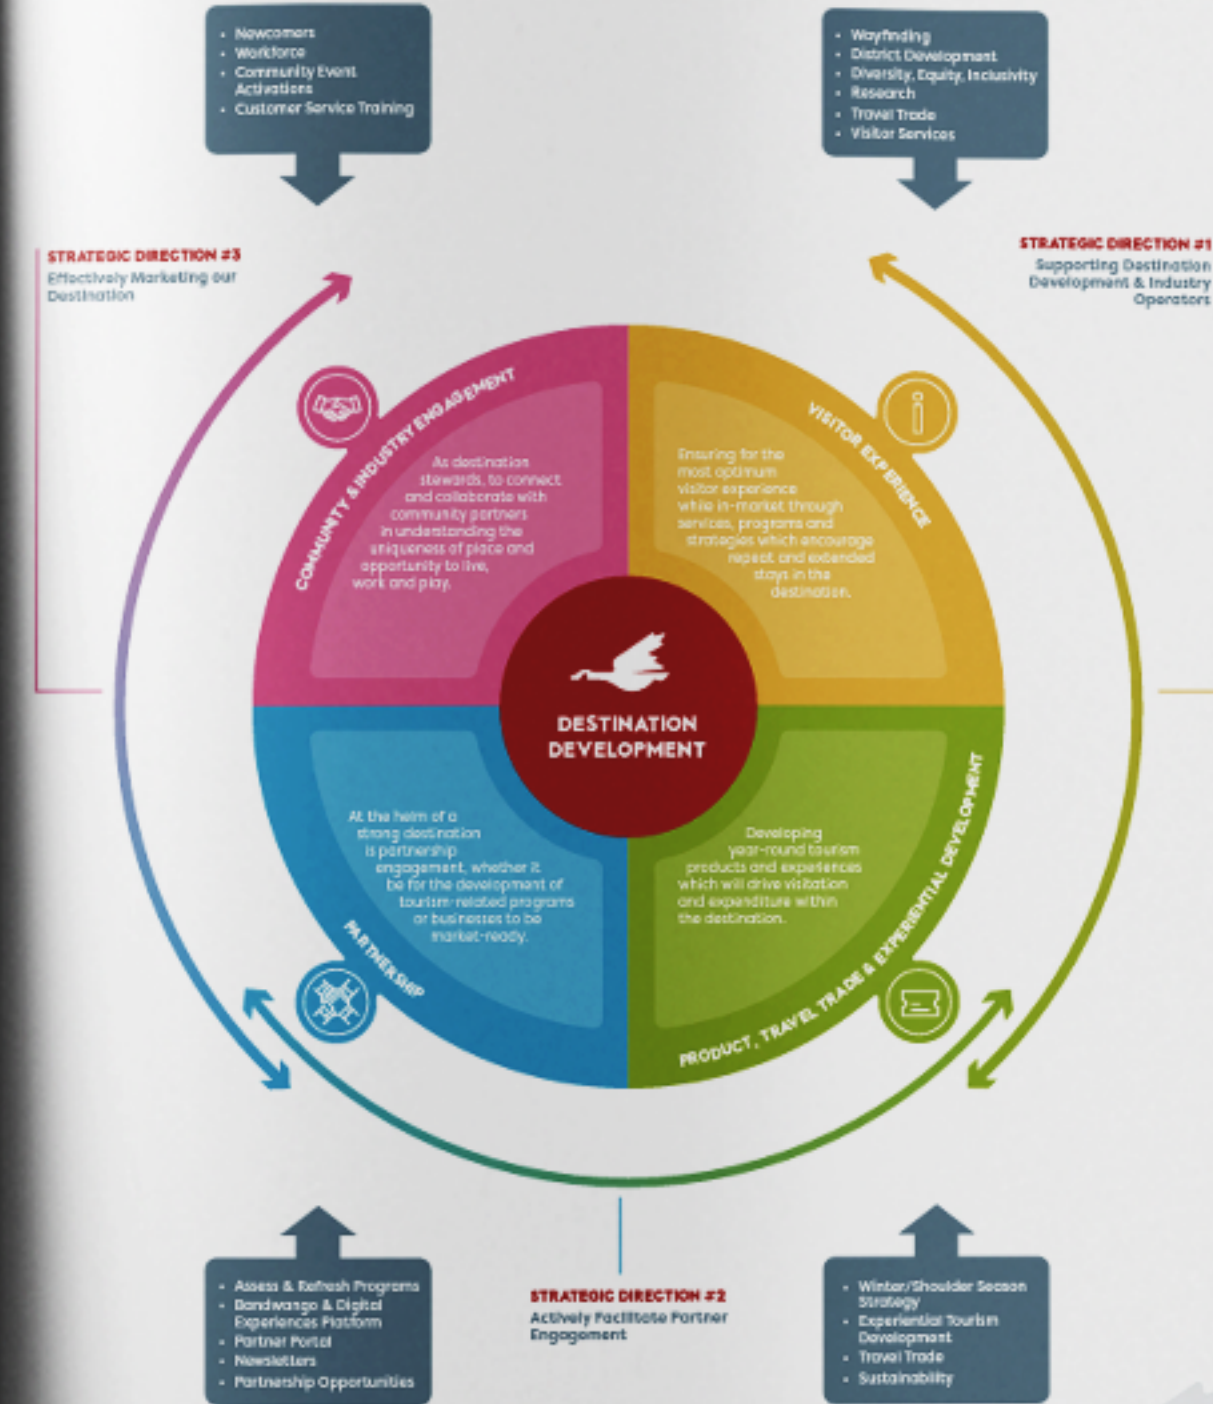 • Newcomers
• Workforce
• Community Event
Activations
• Customer Service Training
• Wayfinding
• District Development
• Diversity, Equity, Inclusivity
• Research
• Travel Trade
• Visitor Services
STRATEGIC DIRECTION #3
Effectively Marketing our
Destination
STRATEGIC DIRECTION #1
Supporting Destination
Development & Industry
Operators
COMMUNITY & INDUSTRY ENGAGEMENT
As destination
stewards, to connect
and collaborate with
community partners
in understanding the
uniqueness of place and
opportunity to live,
work and play.
VISITOR EXPERIENCE
Ensuring for the
most optimum
visitor experience
while in-market through
services, programs and
strategies which encourage
repeat and extended
stays in the
destination.
DESTINATION
DEVELOPMENT
At the helm of a
strong destination
is partnership
engagement, whether it
be for the development of
tourism-related programs
or businesses to be
market-ready.
PARTNERSHIP
Developing
year-round tourism
products and experiences
which will drive visitation
and expenditure within
the destination.
PRODUCT, TRAVEL TRADE & EXPERIENTIAL DEVELOPMENT
• Assess & Refresh Programs
• Bandwango & Digital
Experiences Platform
• Partner Portal
• Newsletters
• Partnership Opportunities
STRATEGIC DIRECTION #2
Actively Facilitate Partner
Engagement
• Winter/Shoulder Season
Strategy
• Experiential Tourism
Development
• Travel Trade
• Sustainability